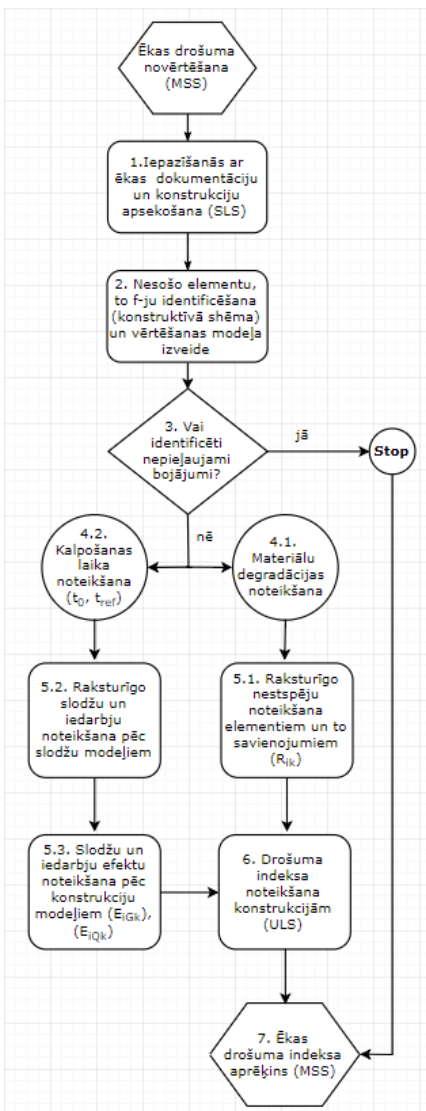 Ēkas drošuma
novērtēšana
(MSS)
1.Iepazīšanās ar
ēkas dokumentāciju
un konstrukciju
apsekošana (SLS)
2. Nesošo elementu,
to f-ju identificēšana
(konstruktīvā shēma)
un vērtēšanas modeļa
izveide
3. Vai
identificēti
nepieļaujami
bojājumi?
jā
Stop
nē
4.2.
Kalpošanas
laika
noteikšana
(t₀, t_ref)
4.1.
Materiālu
degradācijas
noteikšana
5.2. Raksturīgo
slodžu un
iedarbju
noteikšana pēc
slodžu modeļiem
5.1. Raksturīgo
nestspēju
noteikšana
elementiem un to
savienojumiem
(R_ik)
5.3. Slodžu un
iedarbju efektu
noteikšana pēc
konstrukciju
modeļiem (E_iGk),
(E_iQk)
6. Drošuma
indeksa
noteikšana
konstrukcijām
(ULS)
7. Ēkas
drošuma indeksa
aprēķins (MSS)